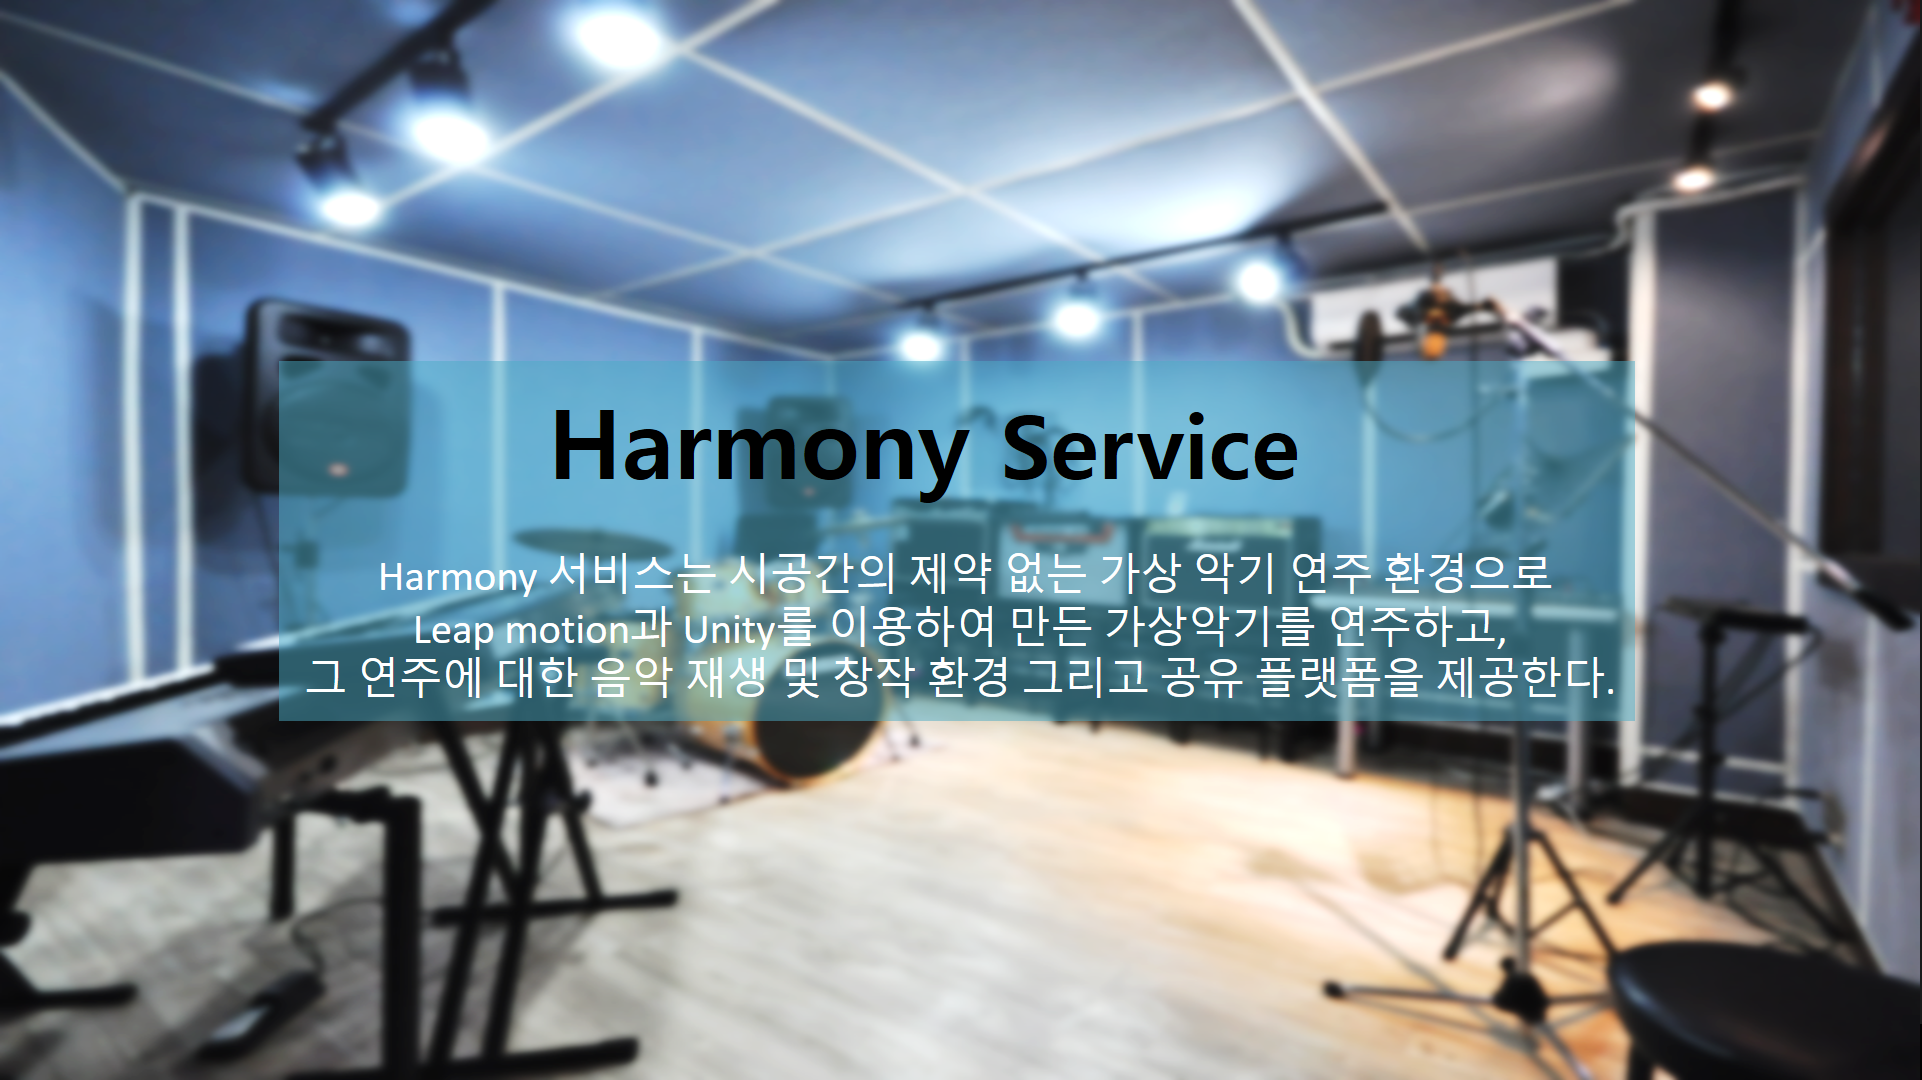 Harmony Service
Harmony 서비스는 시공간의 제약 없는 가상 악기 연주 환경으로
Leap motion과 Unity를 이용하여 만든 가상악기를 연주하고,
그 연주에 대한 음악 재생 및 창작 환경 그리고 공유 플랫폼을 제공한다.